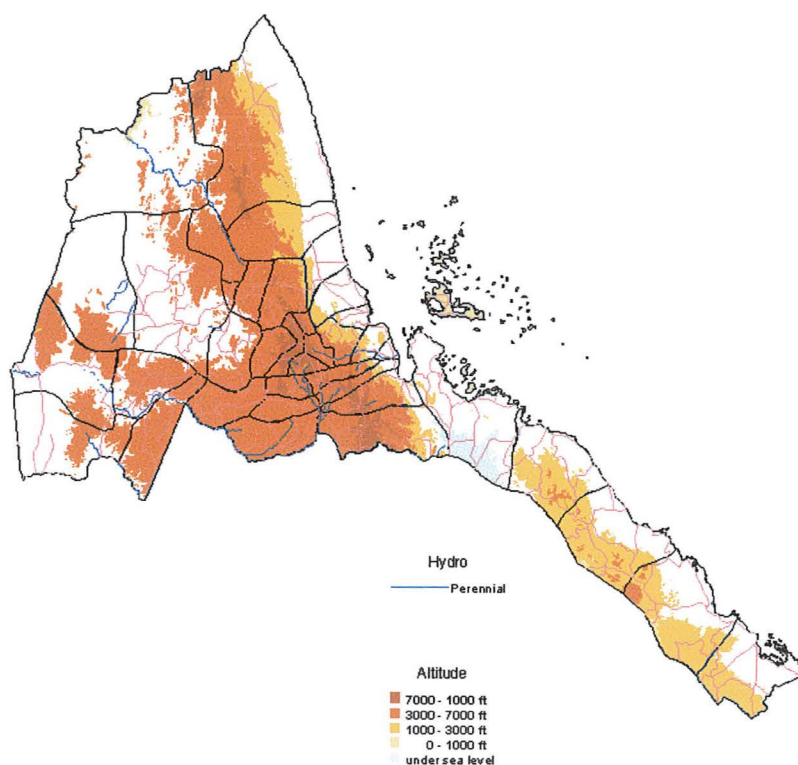 Hydro
Perennial
Altitude
7000 - 1000 ft
3000 - 7000 ft
1000 - 3000 ft
0 - 1000 ft
under sea level